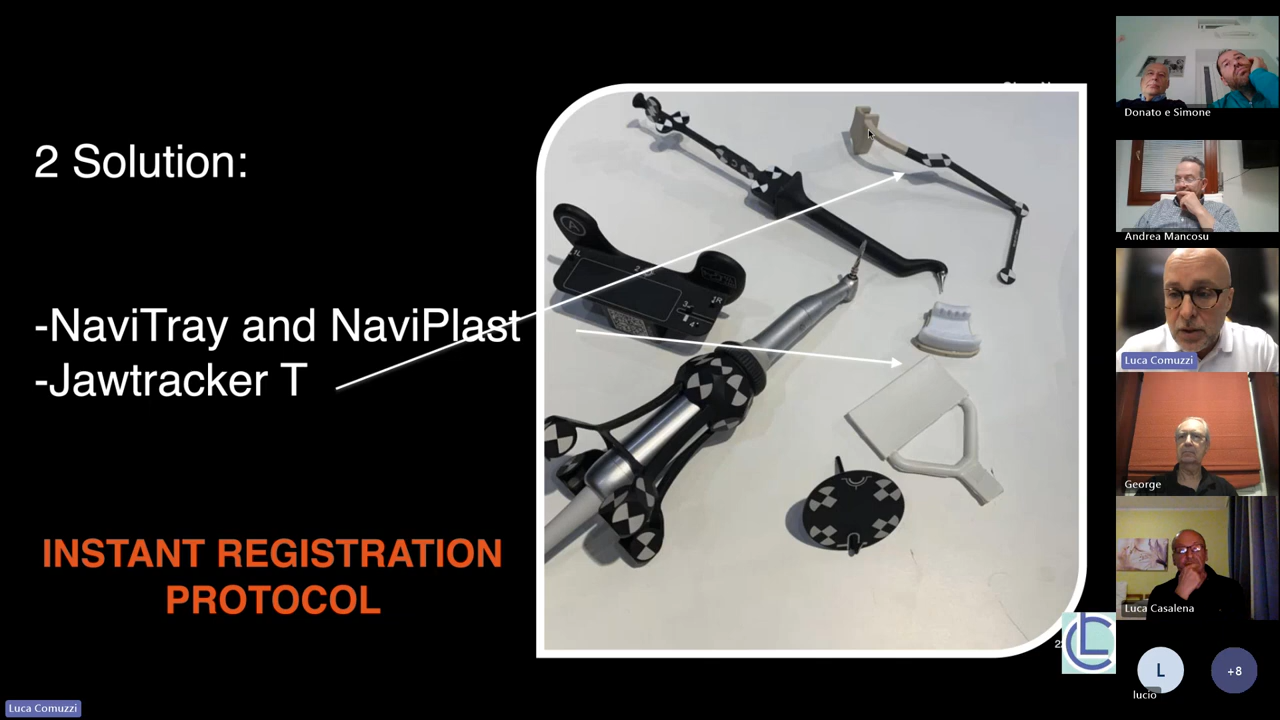 2 Solution:
-NaviTray and NaviPlast
-Jawtracker T
INSTANT REGISTRATION
PROTOCOL
Donato e Simone
Andrea Mancosu
Luca Comuzzi
George
Luca Casalena
L
+8
lucio
Luca Comuzzi